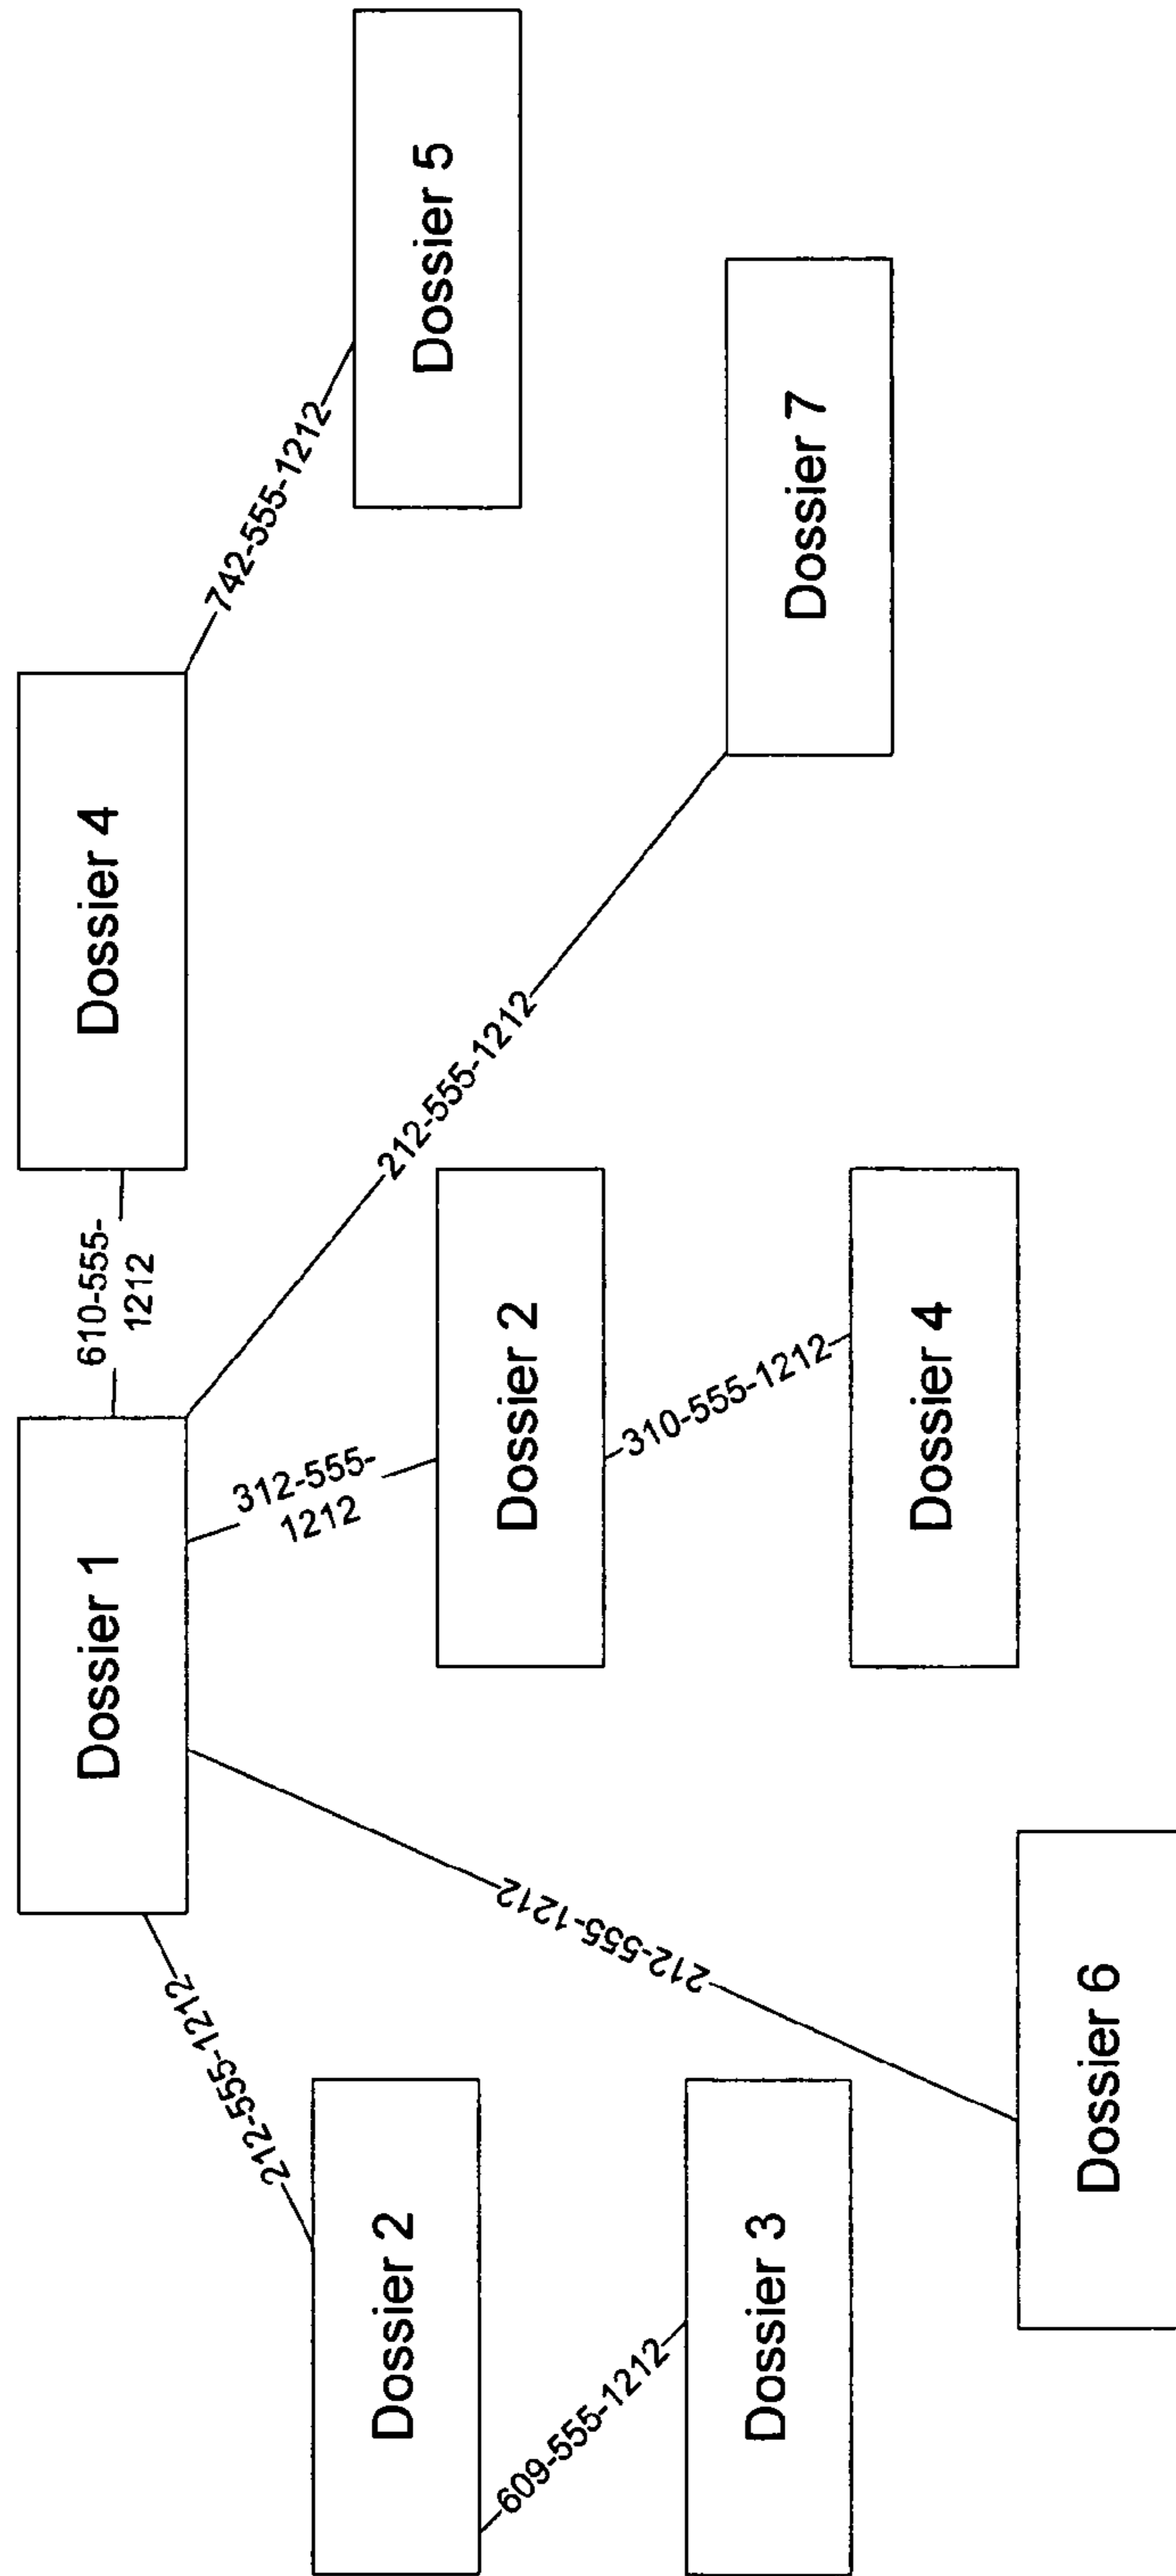 Dossier 1
610-555-
1212
Dossier 4
212-555-1212
312-555-
1212
742-555-1212
Dossier 2
212-555-1212
Dossier 5
Dossier 2
609-555-1212
212-555-1212
310-555-1212
Dossier 3
Dossier 7
Dossier 4
Dossier 6